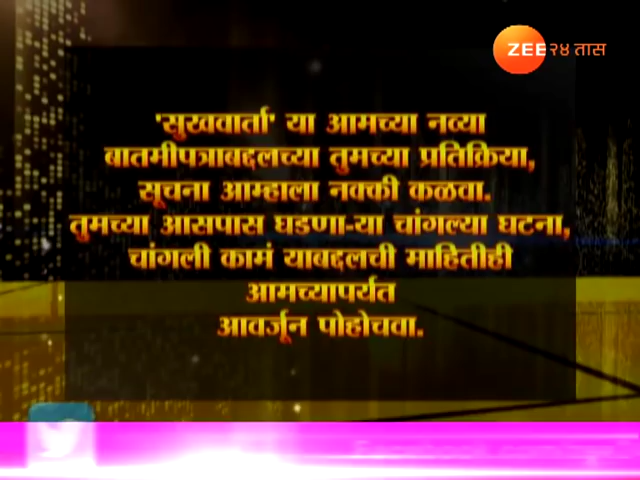 ZEE २४ तास
'सुखवार्ता' या आमच्या नव्या
बातमीपत्राबद्दलच्या तुमच्या प्रतिक्रिया,
सूचना आम्हाला नक्की कळवा.
तुमच्या आसपास घडणा-या चांगल्या घटना,
चांगली कामं याबद्दलची माहितीही
आमच्यापर्यंत
आवर्जून पोहोचवा.